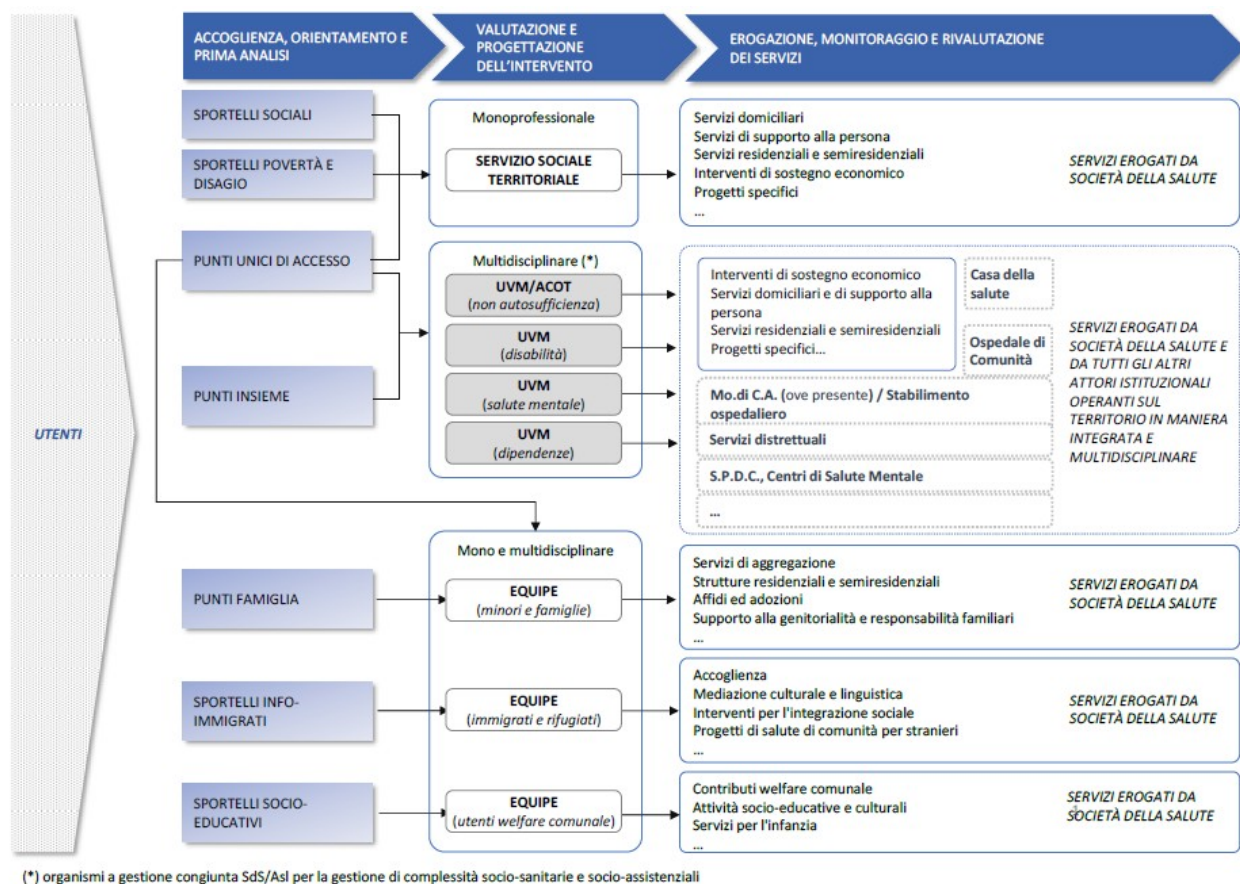 ACCOGLIENZA, ORIENTAMENTO E
PRIMA ANALISI
VALUTAZIONE E
PROGETTAZIONE
DELL'INTERVENTO
EROGAZIONE, MONITORAGGIO E RIVALUTAZIONE
DEI SERVIZI
UTENTI
SPORTELLI SOCIALI
SPORTELLI POVERTÀ E
DISAGIO
PUNTI UNICI DI ACCESSO
PUNTI INSIEME
PUNTI FAMIGLIA
SPORTELLI INFO-
IMMIGRATI
SPORTELLI SOCIO-
EDUCATIVI
Monoprofessionale
SERVIZIO SOCIALE
TERRITORIALE
Servizi domiciliari
Servizi di supporto alla persona
Servizi residenziali e semiresidenziali
Interventi di sostegno economico
Progetti specifici
...
SERVIZI EROGATI DA
SOCIETÀ DELLA SALUTE
Multidisciplinare (*)
UVM/ACOT
(non autosufficienza)
UVM
(disabilità)
UVM
(salute mentale)
UVM
(dipendenze)
Interventi di sostegno economico
Servizi domiciliari e di supporto alla
persona
Servizi residenziali e semiresidenziali
Progetti specifici...
Casa della
salute
Ospedale di
Comunità
Mo.di C.A. (ove presente) / Stabilimento
ospedaliero
Servizi distrettuali
S.P.D.C., Centri di Salute Mentale
...
SERVIZI EROGATI DA
SOCIETÀ DELLA SALUTE E
DA TUTTI GLI ALTRI
ATTORI ISTITUZIONALI
OPERANTI SUL
TERRITORIO IN MANIERA
INTEGRATA E
MULTIDISCIPLINARE
Mono e multidisciplinare
EQUIPE
(minori e famiglie)
Servizi di aggregazione
Strutture residenziali e semiresidenziali
Affidi ed adozioni
Supporto alla genitorialità e responsabilità familiari
...
SERVIZI EROGATI DA
SOCIETÀ DELLA SALUTE
EQUIPE
(immigrati e rifugiati)
Accoglienza
Mediazione culturale e linguistica
Interventi per l'integrazione sociale
Progetti di salute di comunità per stranieri
...
SERVIZI EROGATI DA
SOCIETÀ DELLA SALUTE
EQUIPE
(utenti welfare comunale)
Contributi welfare comunale
Attività socio-educative e culturali
Servizi per l'infanzia
...
SERVIZI EROGATI DA
SOCIETÀ DELLA SALUTE
(*) organismi a gestione congiunta SdS/Asl per la gestione di complessità socio-sanitarie e socio-assistenziali